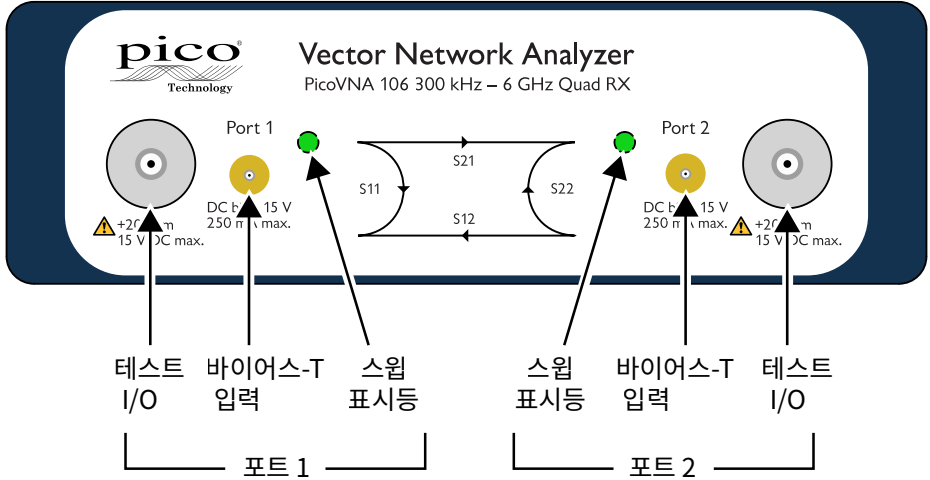 pico
Technology
Vector Network Analyzer
PicoVNA 106 300 kHz – 6 GHz Quad RX
Port 1
Port 2
S21
S11
S22
S12
DC 15 V
250 max.
15 V DC max.
DC 15 V
250 max.
15 V DC max.
테스트
I/O
바이어스-T
입력
스윕
표시등
스윕
표시등
바이어스-T
입력
테스트
I/O
포트 1
포트 2